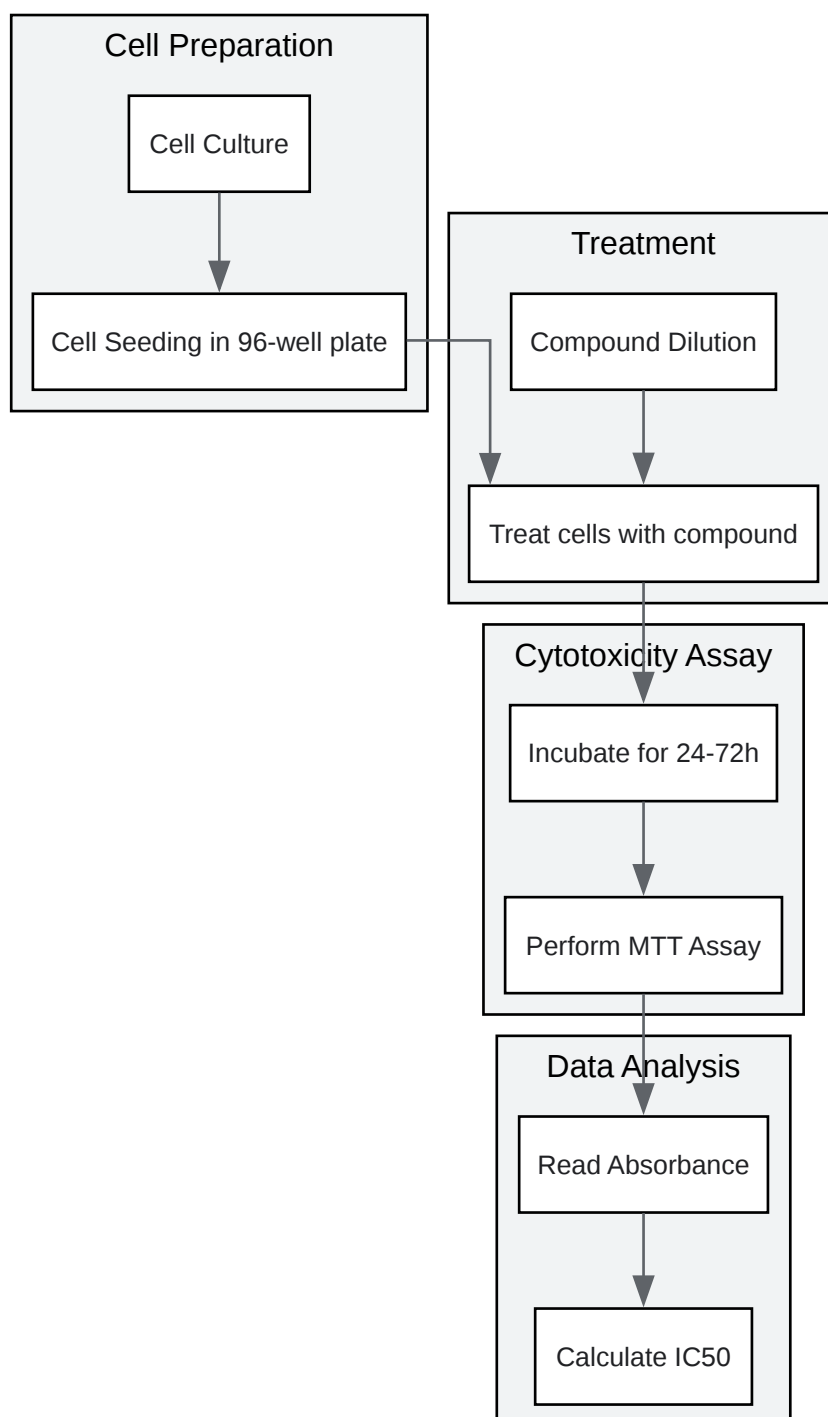 Cell Preparation
Cell Culture
Cell Seeding in 96-well plate
Treatment
Compound Dilution
Treat cells with compound
Cytotoxicity Assay
Incubate for 24-72h
Perform MTT Assay
Data Analysis
Read Absorbance
Calculate IC50